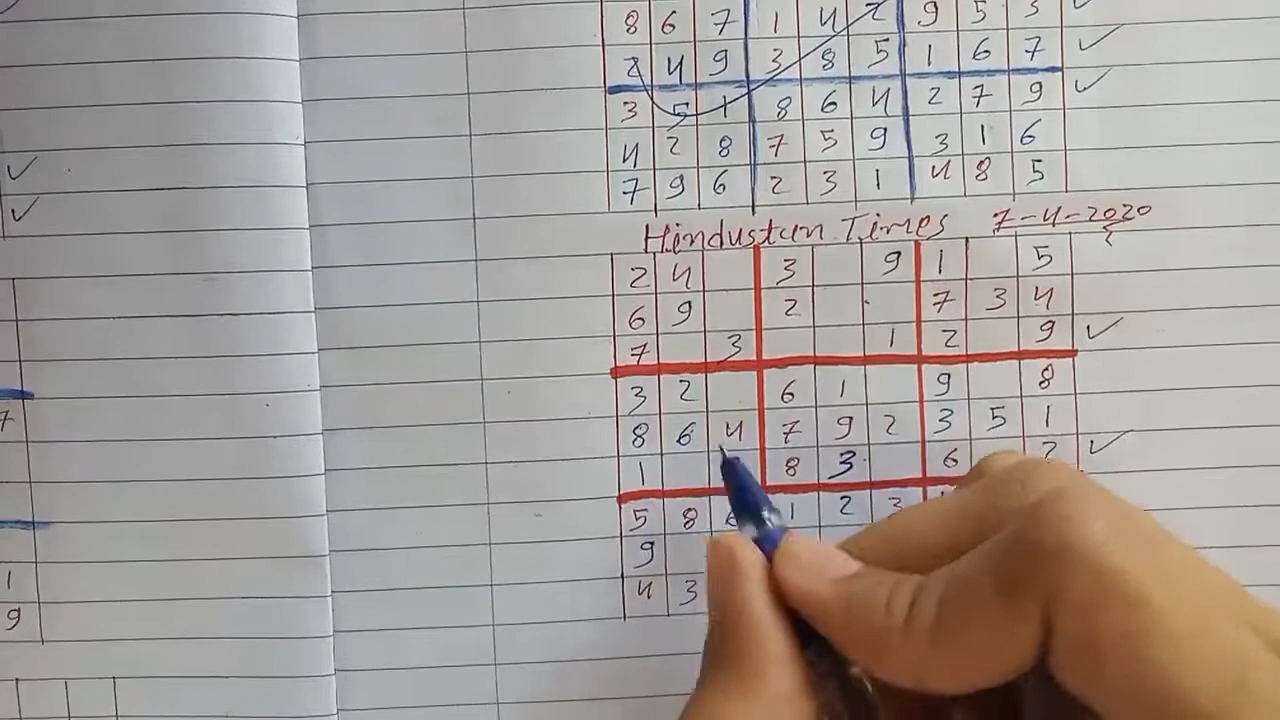 8 6 7 1 4 2 9 5 3
2 4 9 3 8 5 1 6 7
3 5 1 8 6 4 2 7 9
4 2 8 7 5 9 3 1 6
7 9 6 2 3 1 4 8 5
Hindustan Times 7-4-2020
2 4 3 9 1 5
6 9 2 7 3 4
7 3 1 2 9
3 2 6 1 9 8
8 6 4 7 9 2 3 5 1
1 8 3 6
5 8 6 1 2 3
9
4 3
7
1
9